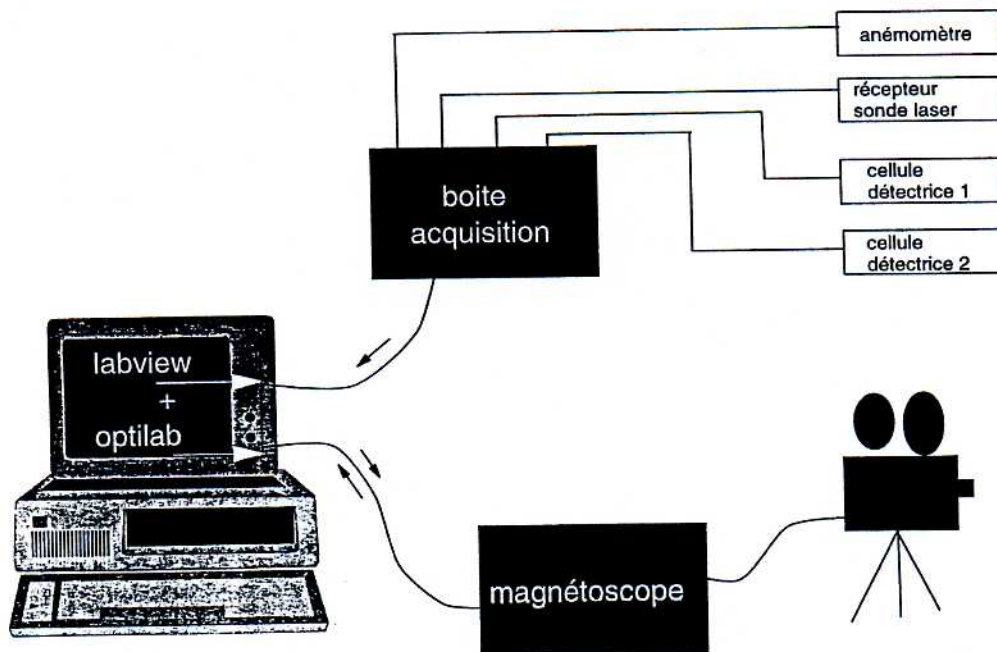 anémomètre
récepteur
sonde laser
cellule
détectrice 1
cellule
détectrice 2
boite
acquisition
labview
+
optilab
magnétoscope